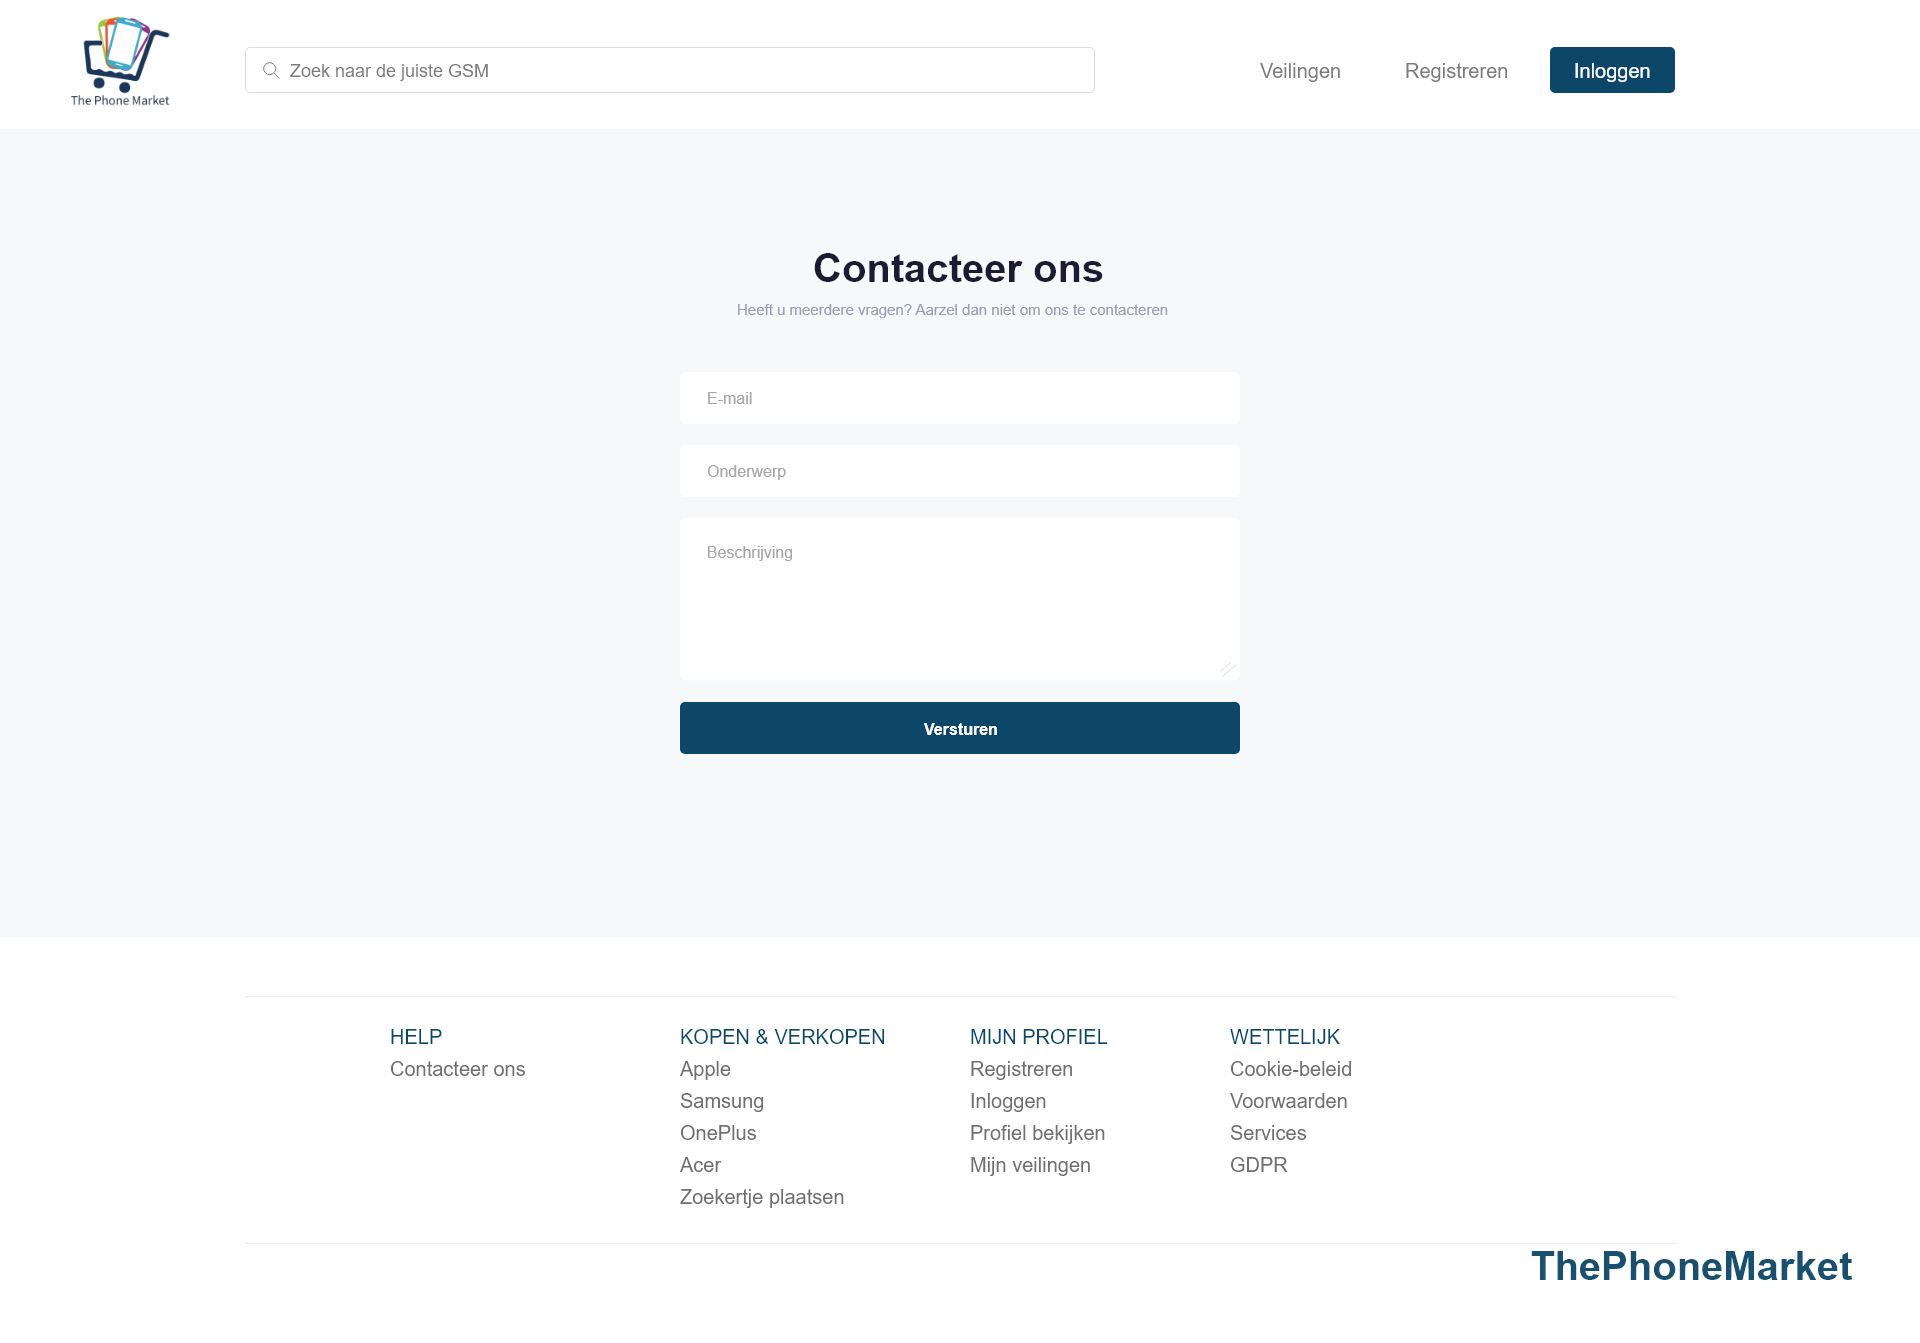 The Phone Market
Zoek naar de juiste GSM
Veilingen
Registreren
Inloggen
Contacteer ons
Heeft u meerdere vragen? Aarzel dan niet om ons te contacteren
E-mail
Onderwerp
Beschrijving
Versturen
HELP
Contacteer ons
KOPEN & VERKOPEN
Apple
Samsung
OnePlus
Acer
Zoekertje plaatsen
MIJN PROFIEL
Registreren
Inloggen
Profiel bekijken
Mijn veilingen
WETTELIJK
Cookie-beleid
Voorwaarden
Services
GDPR
ThePhoneMarket